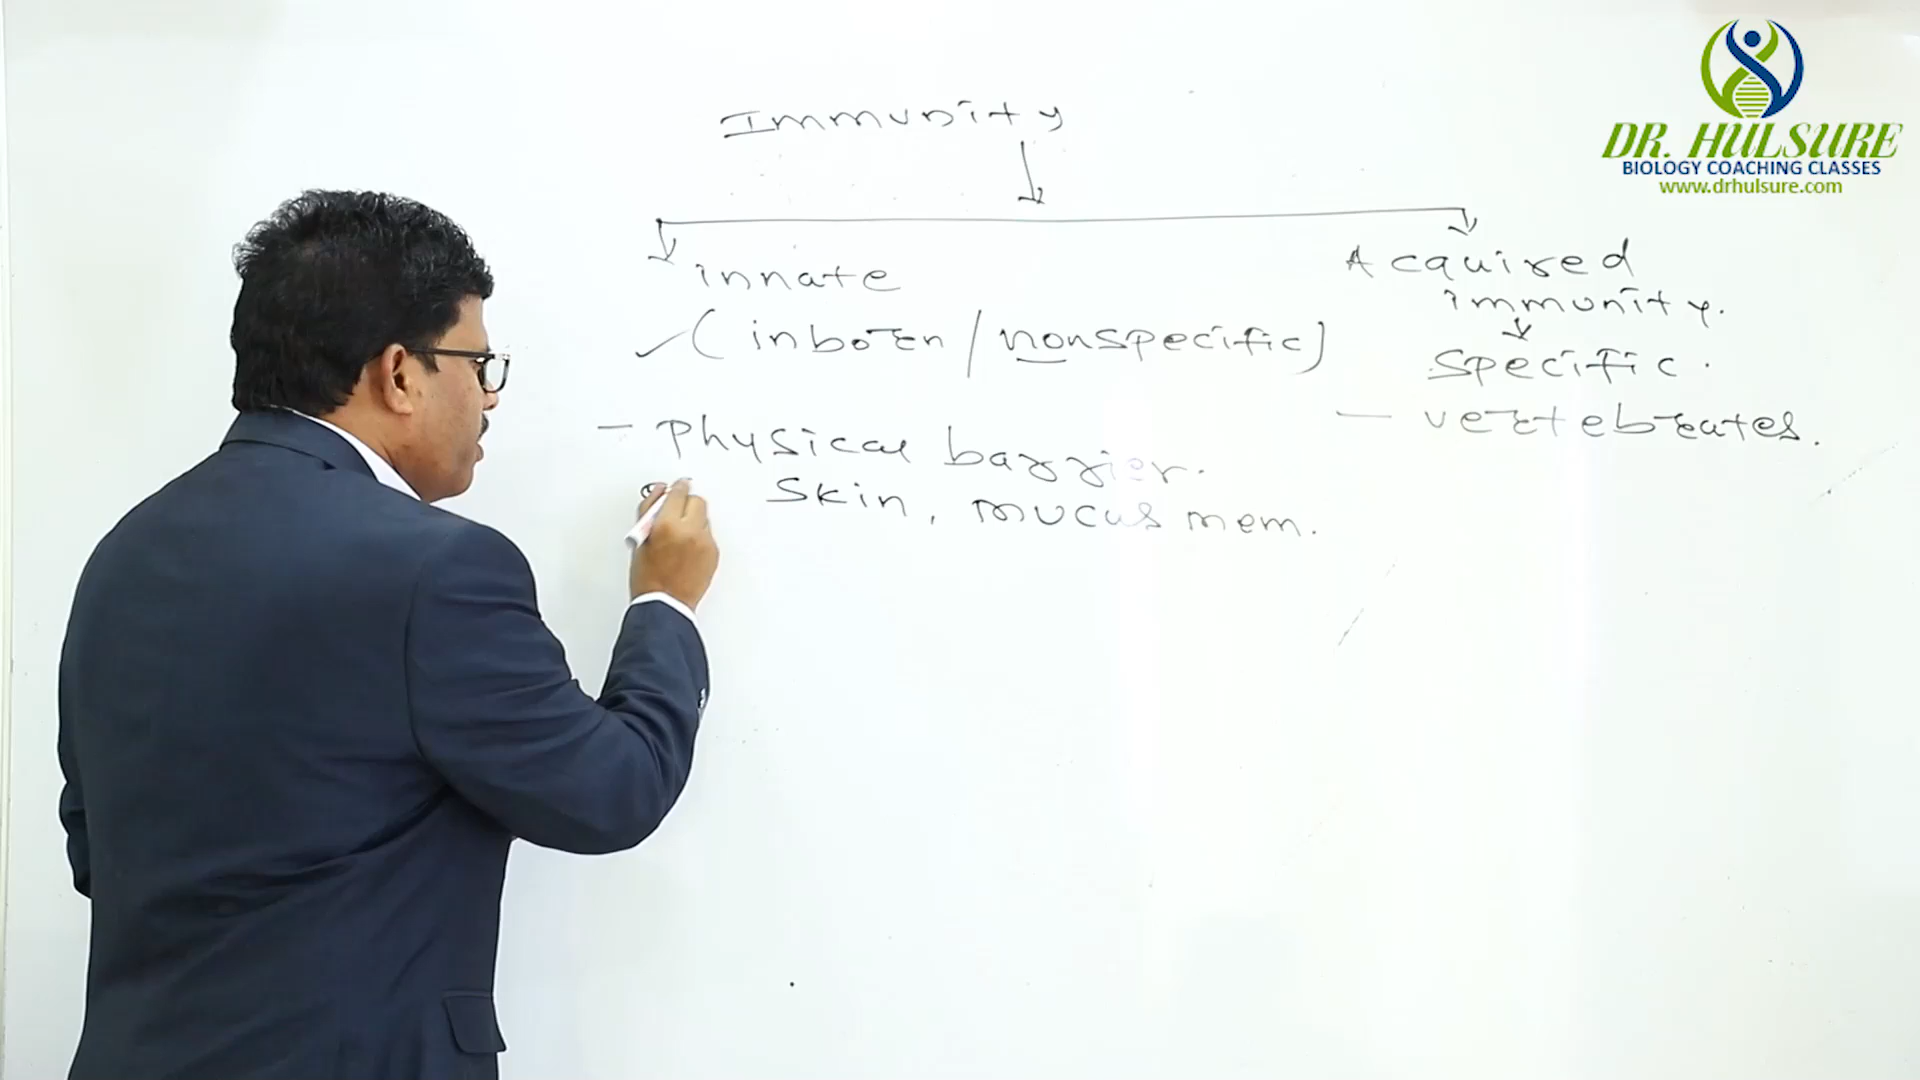 Immunity
innate
(inborn / nonspecific)
- Physical barrier.
Skin, mucus mem.
Acquired
immunity.
Specific.
- vertebrates.
DR. HULSURE
BIOLOGY COACHING CLASSES
www.drhulsure.com